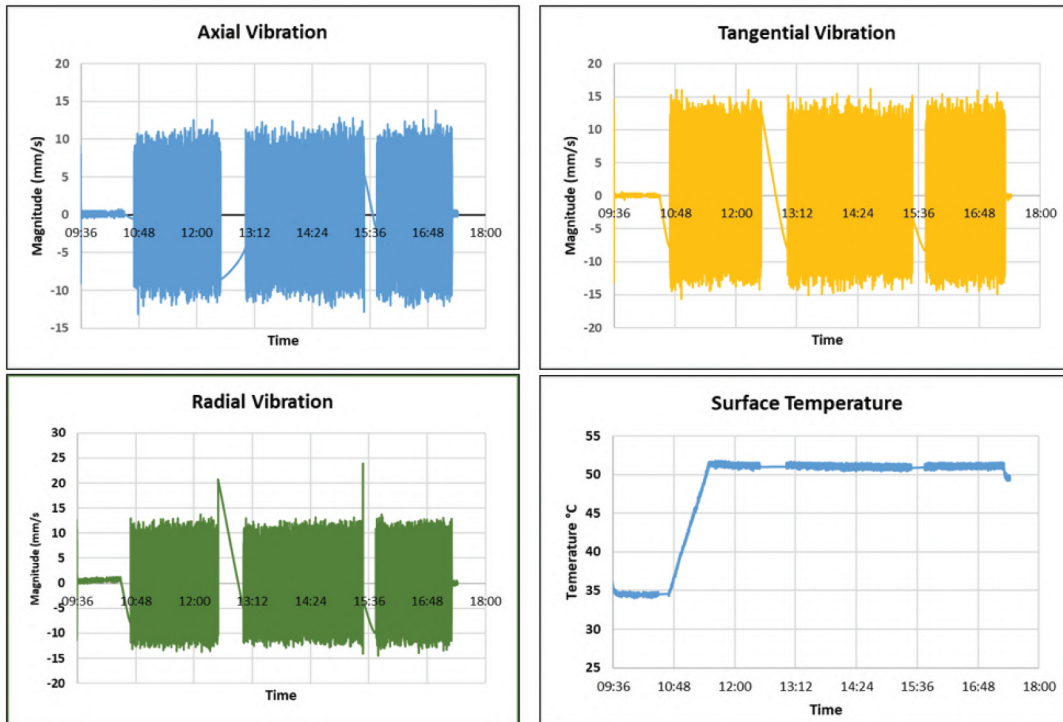 Axial Vibration
20
15
10
5
0
-5
-10
-15
Magnitude (mm/s)
09:36 10:48 12:00 13:12 14:24 15:36 16:48 18:00
Time
Tangential Vibration
20
15
10
5
0
-5
-10
-15
-20
Magnitude (mm/s)
09:36 10:48 12:00 13:12 14:24 15:36 16:48 18:00
Time
Radial Vibration
30
25
20
15
10
5
0
-5
-10
-15
-20
Magnitude (mm/s
09:36 10:48 12:00 13:12 14:24 15:36 16:48 18:00
Time
Surface Temperature
55
50
45
40
35
30
25
Temerature °C
09:36 10:48 12:00 13:12 14:24 15:36 16:48 18:00
Time